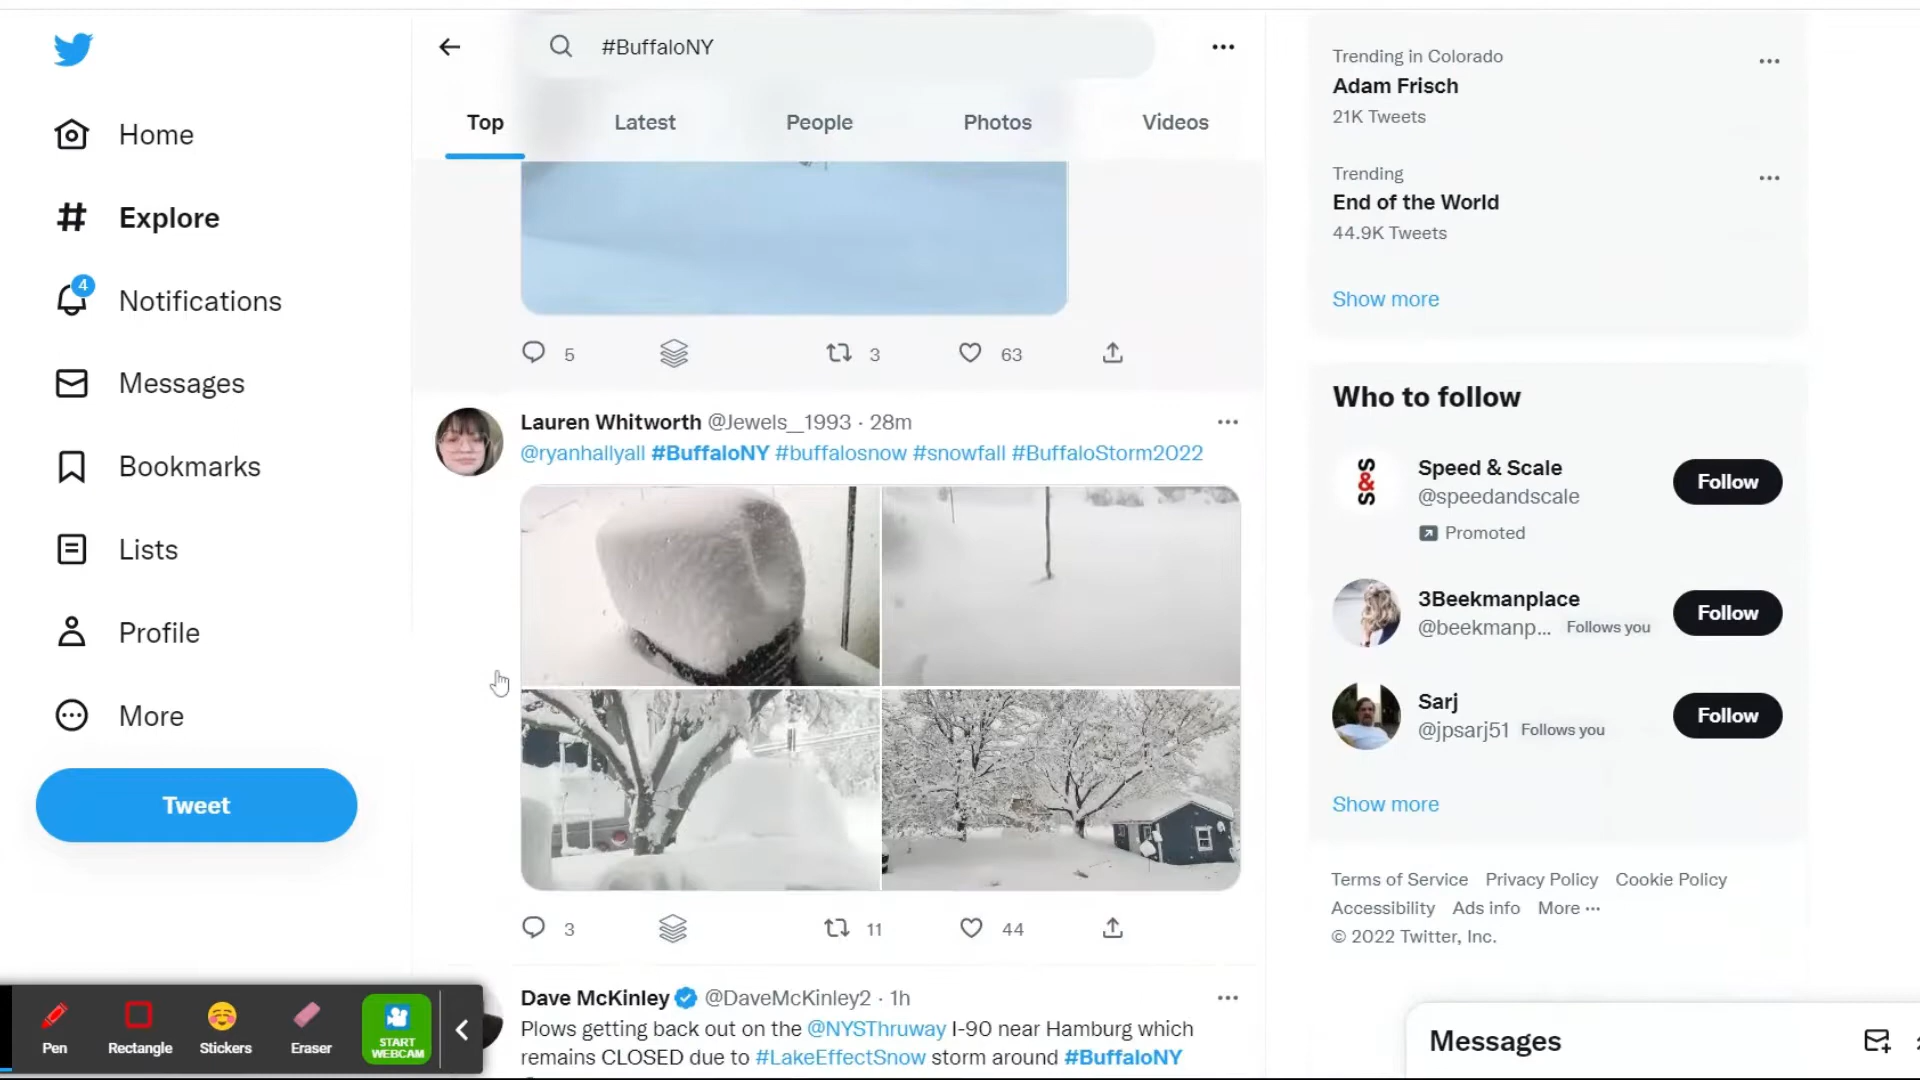 #BuffaloNY
Top
Latest
People
Photos
Videos
Home
Explore
4
Notifications
Messages
Bookmarks
Lists
Profile
More
Tweet
5
3
63
Lauren Whitworth @Jewels__1993 · 28m
@ryanhallyall #BuffaloNY #buffalosnow #snowfall #BuffaloStorm2022
3
11
44
Dave McKinley @DaveMcKinley2 · 1h
Plows getting back out on the @NYSThruway I-90 near Hamburg which
remains CLOSED due to #LakeEffectSnow storm around #BuffaloNY
Trending in Colorado
Adam Frisch
21K Tweets
Trending
End of the World
44.9K Tweets
Show more
Who to follow
S&S
Speed & Scale
@speedandscale
Promoted
Follow
3Beekmanplace
@beekmanp... Follows you
Follow
Sarj
@jpsarj51 Follows you
Follow
Show more
Terms of Service Privacy Policy Cookie Policy
Accessibility Ads info More ···
© 2022 Twitter, Inc.
Messages
Pen
Rectangle
Stickers
Eraser
START
WEBCAM